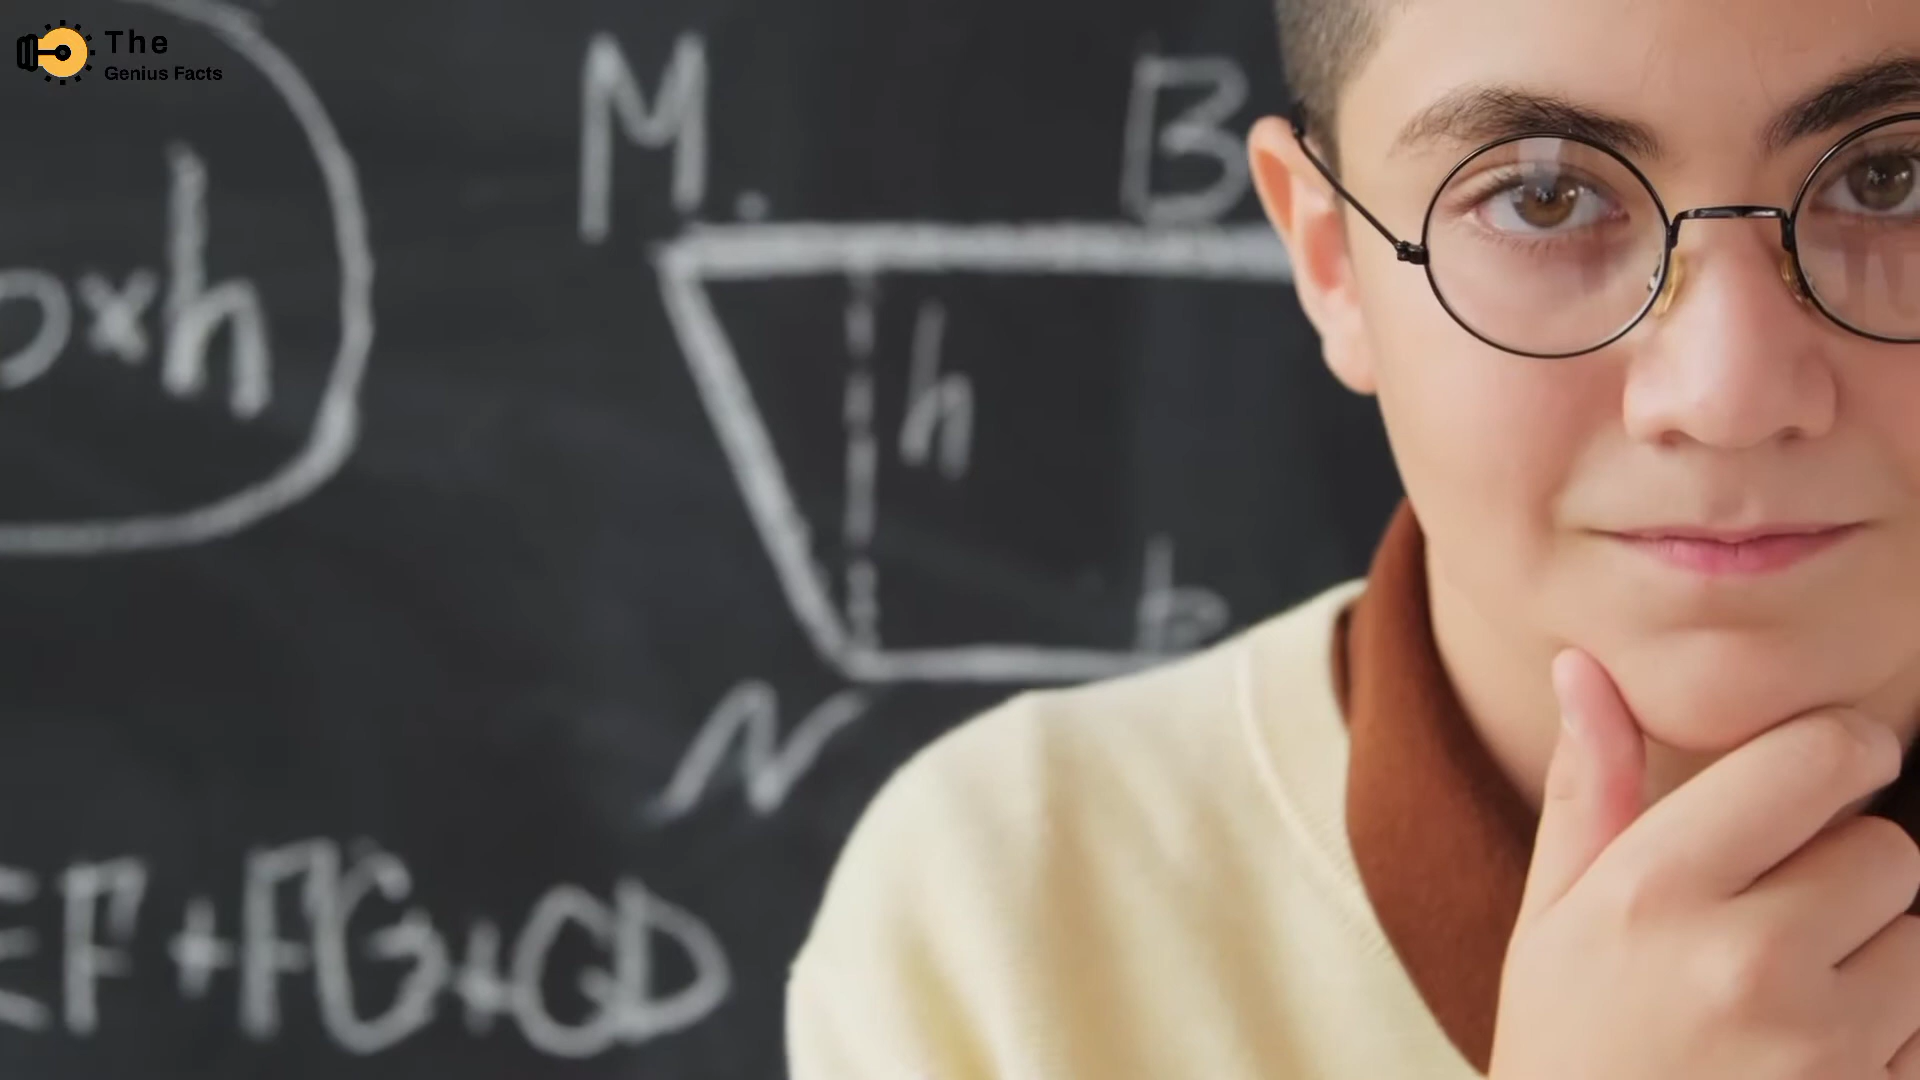 The
Genius Facts
M
B
×h
h
b
N
EF+FG+GD